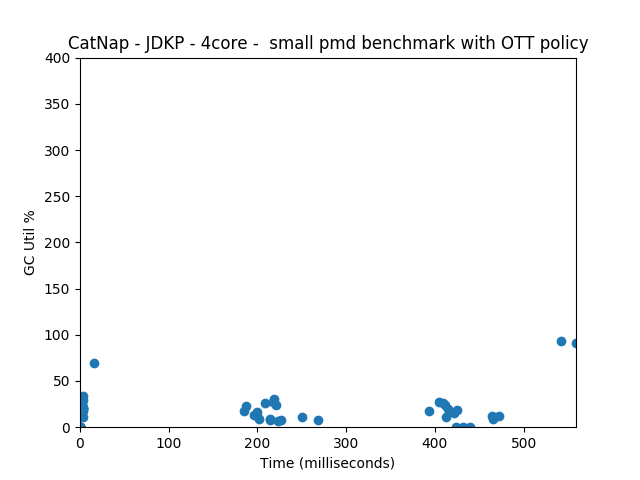 CatNap - JDKP - 4core -  small pmd benchmark with OTT policy
400
350
300
250
200
150
100
50
0
GC Util %
0 100 200 300 400 500
Time (milliseconds)